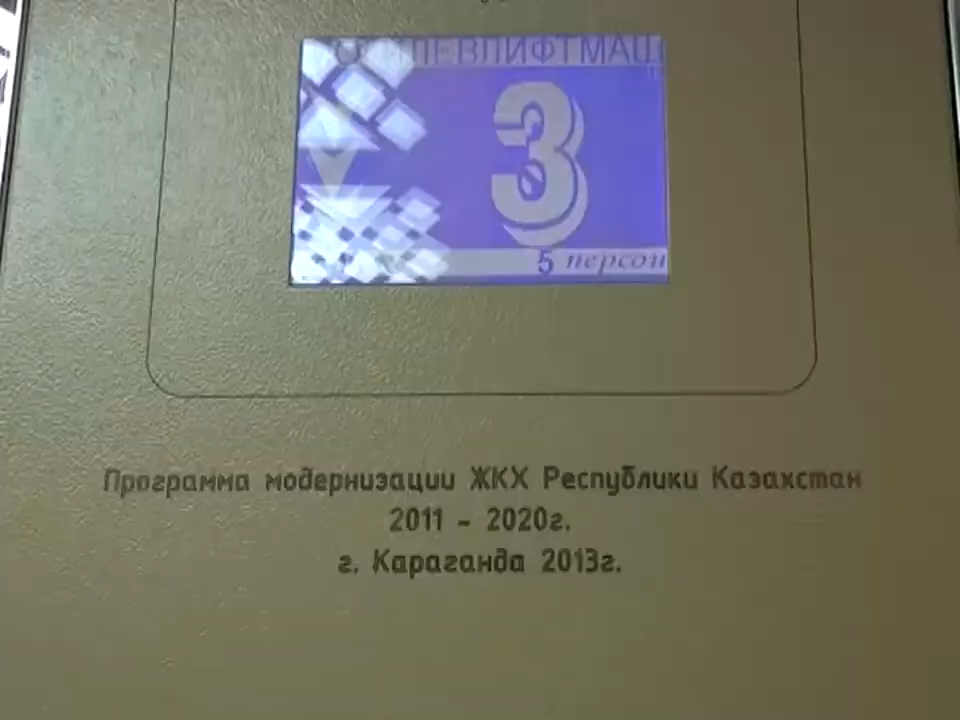 3
5 персон
Программа модернизации ЖКХ Республики Казахстан
2011 - 2020г.
г. Караганда 2013г.